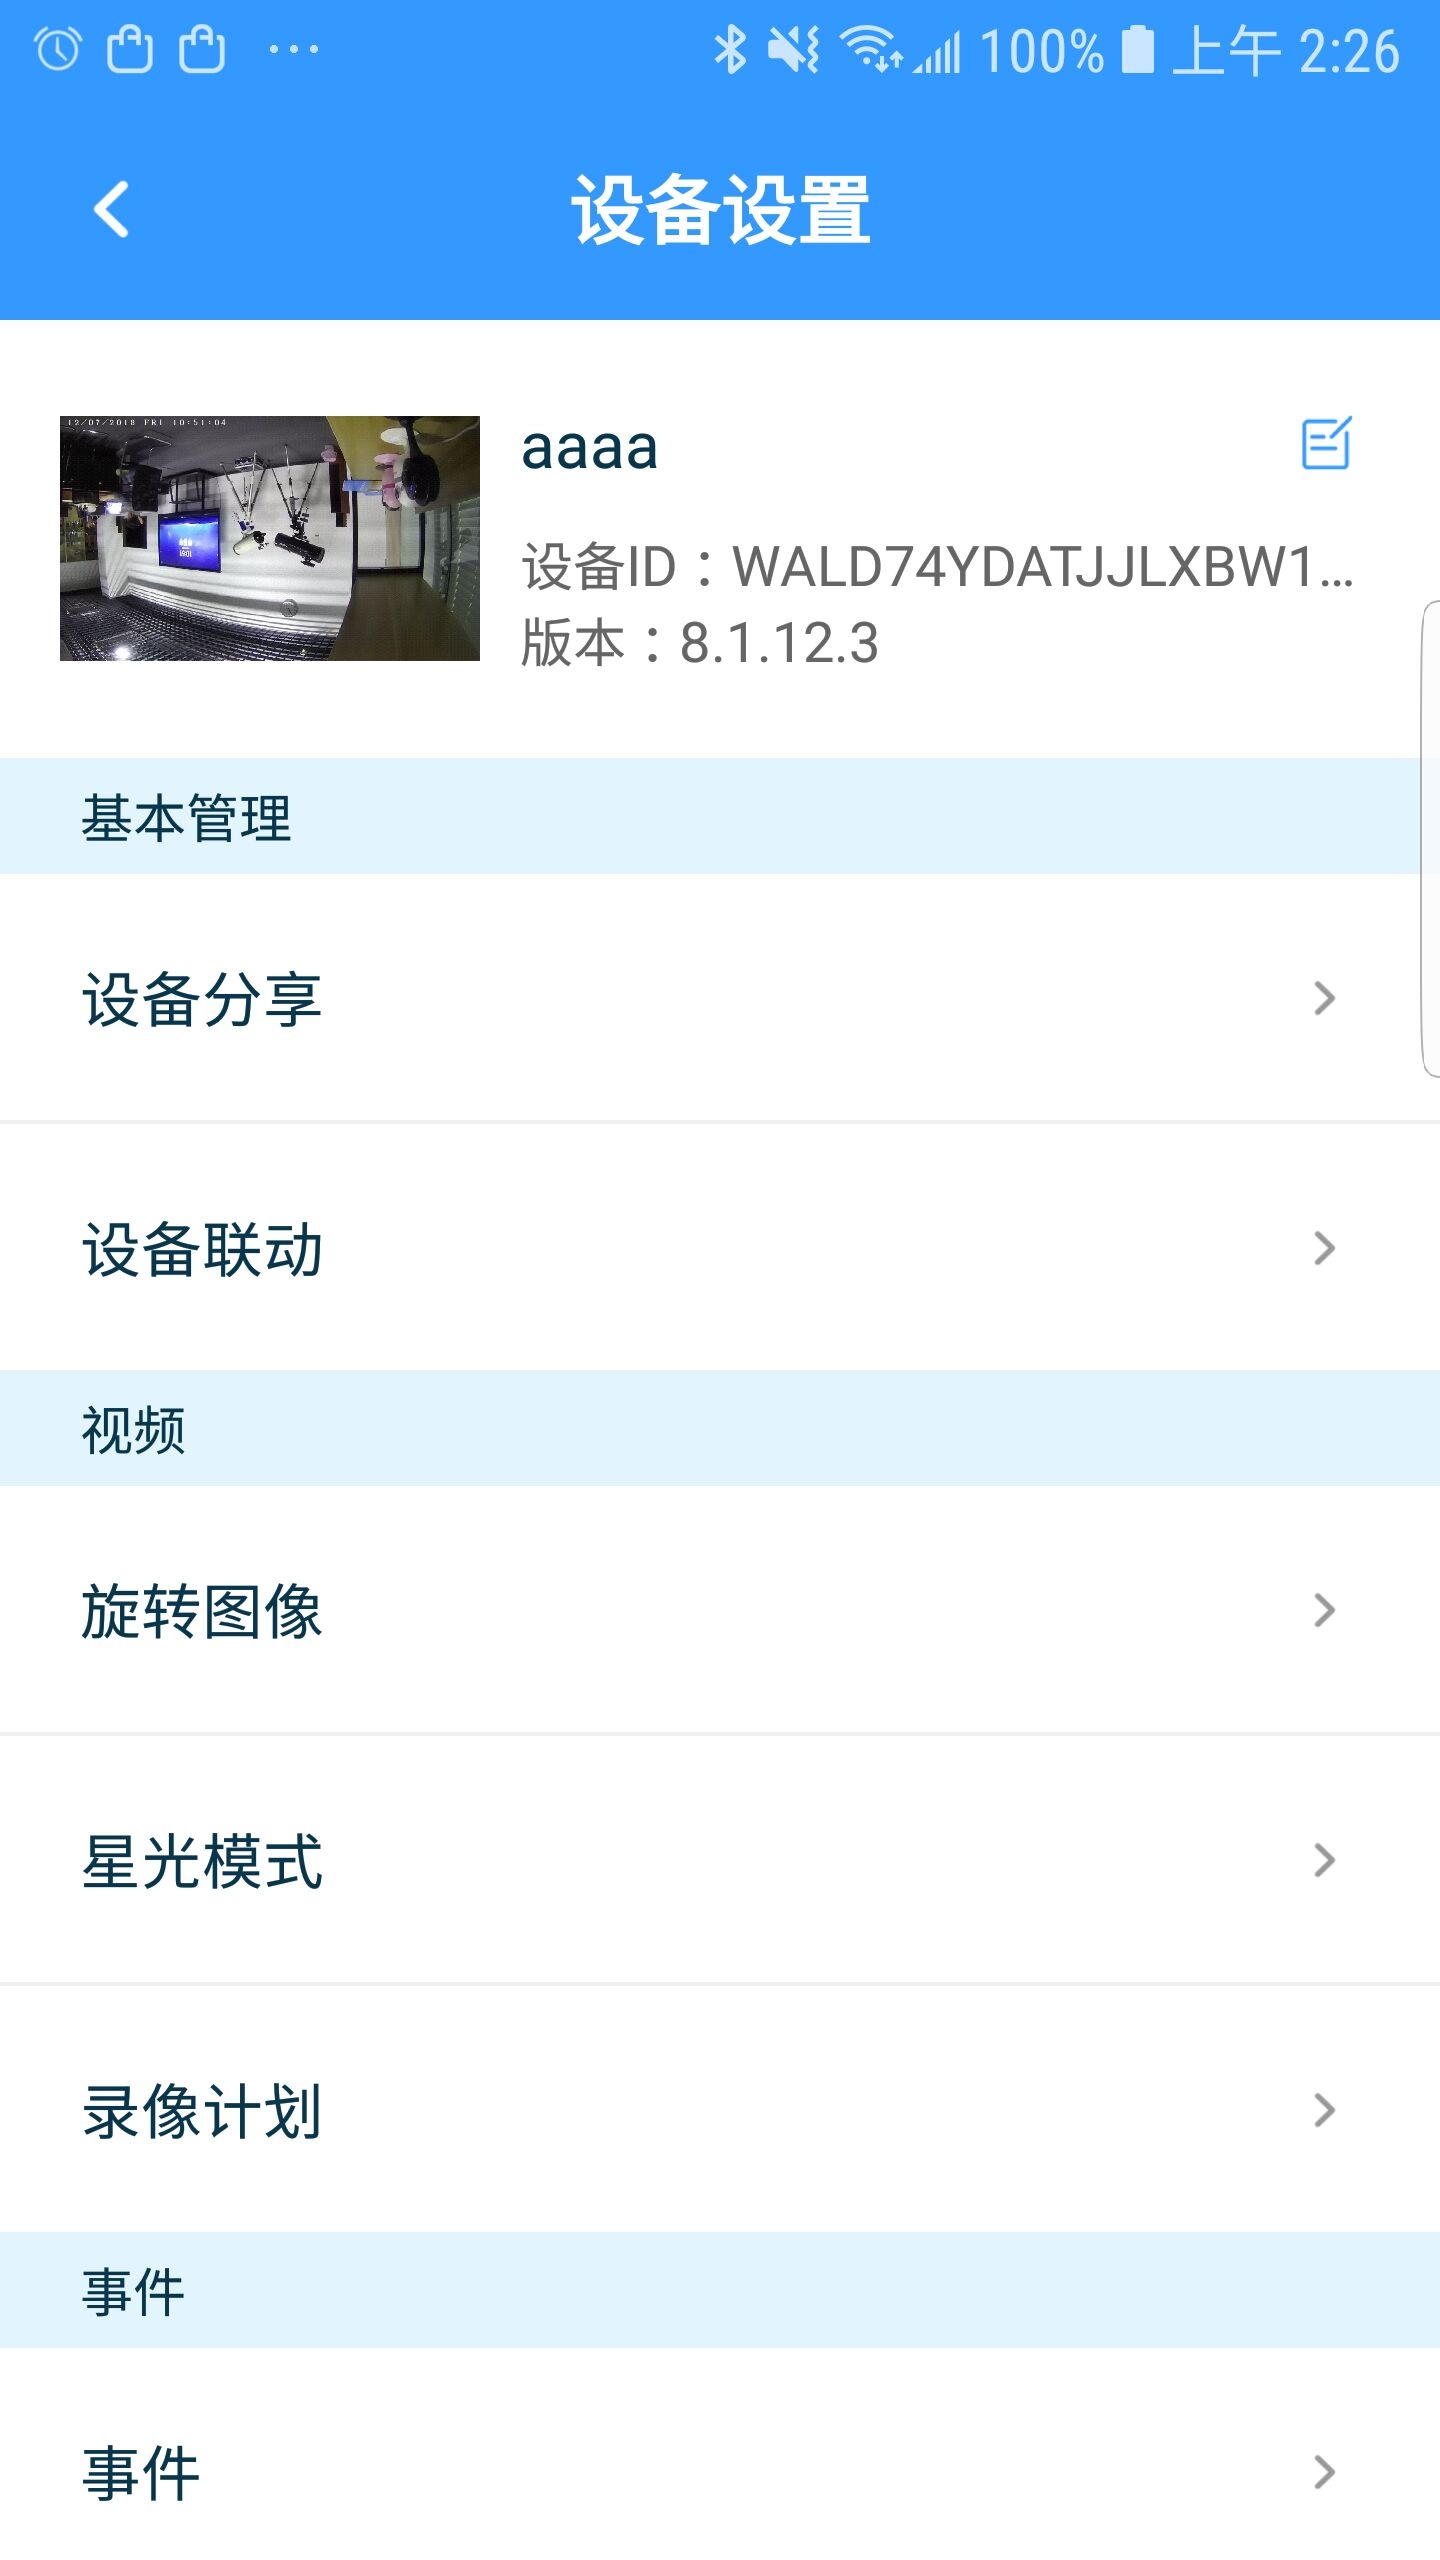 100% 上午 2:26
设备设置
12/07/2018 FRI 10:51:04
aaaa
设备ID：WALD74YDATJJLXBW1...
版本：8.1.12.3
基本管理
设备分享
设备联动
视频
旋转图像
星光模式
录像计划
事件
事件